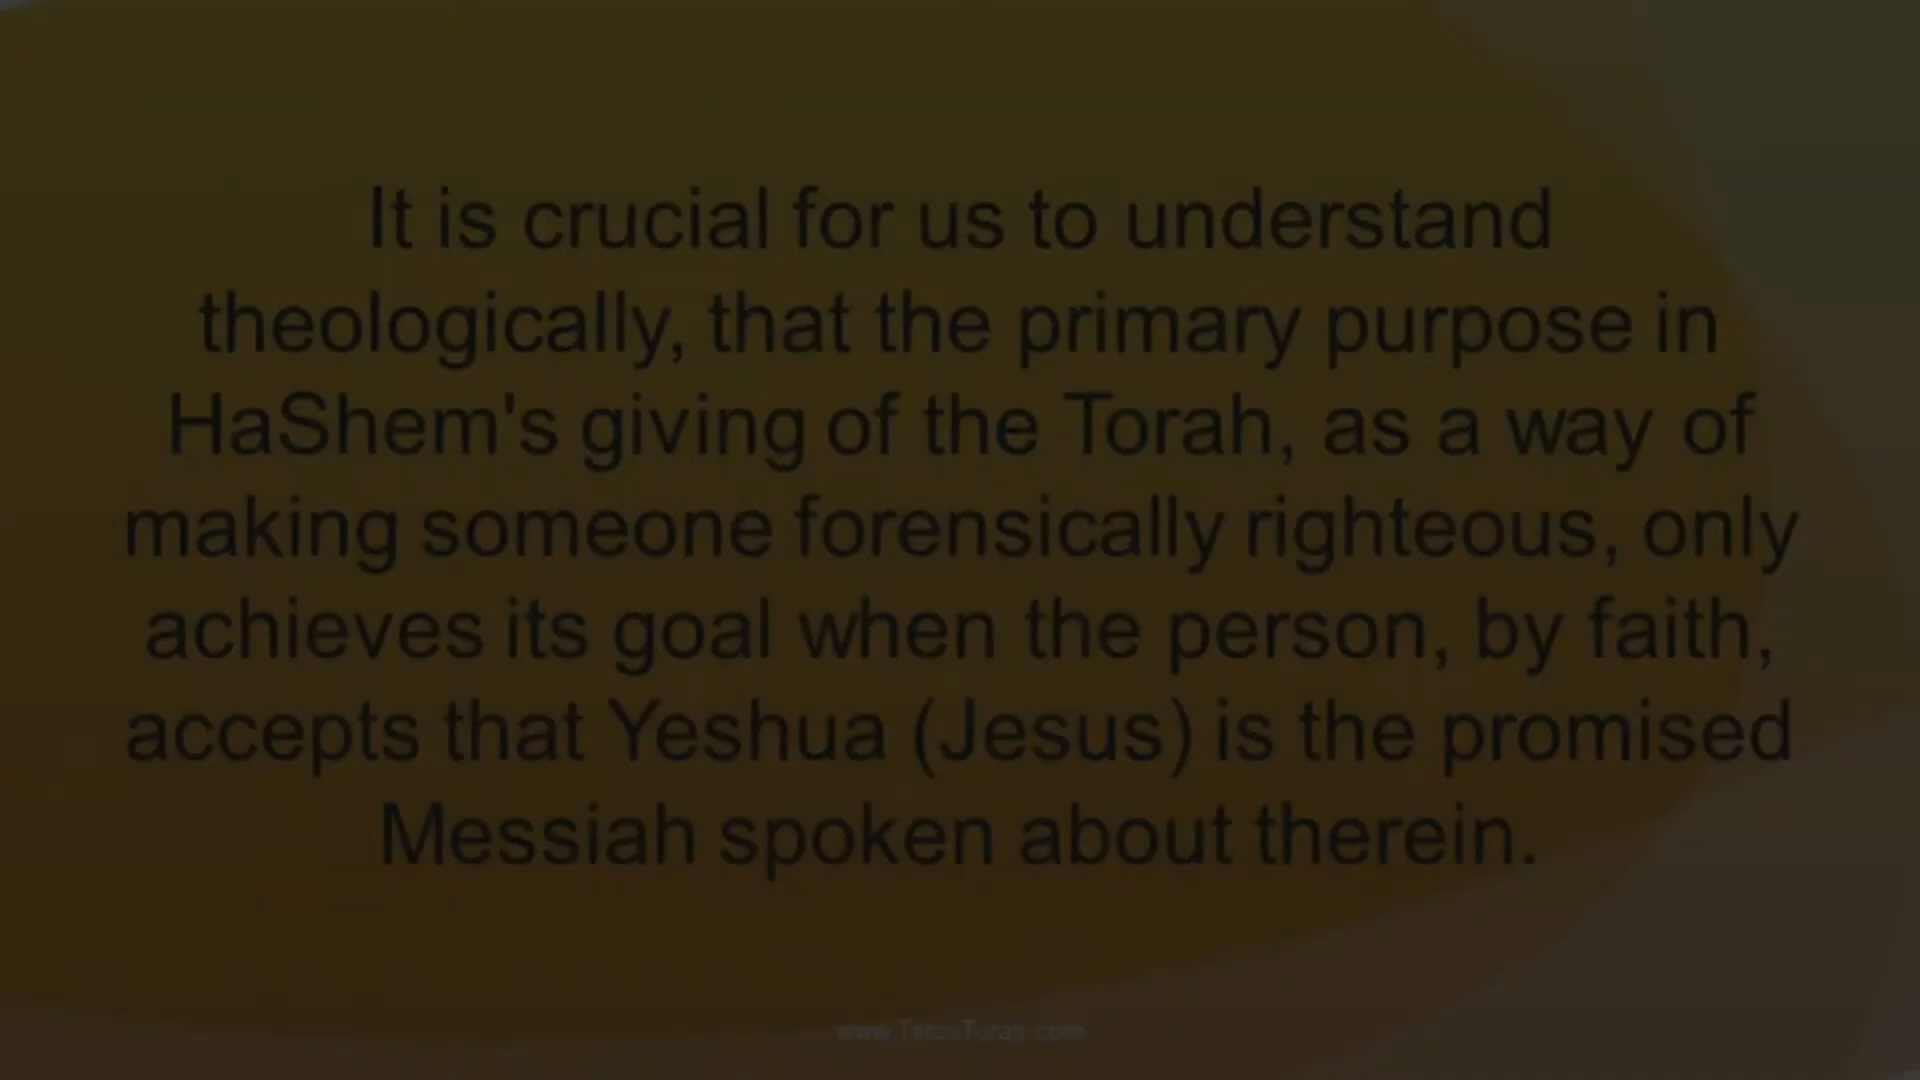 It is crucial for us to understand
theologically, that the primary purpose in
HaShem's giving of the Torah, as a way of
making someone forensically righteous, only
achieves its goal when the person, by faith,
accepts that Yeshua (Jesus) is the promised
Messiah spoken about therein.